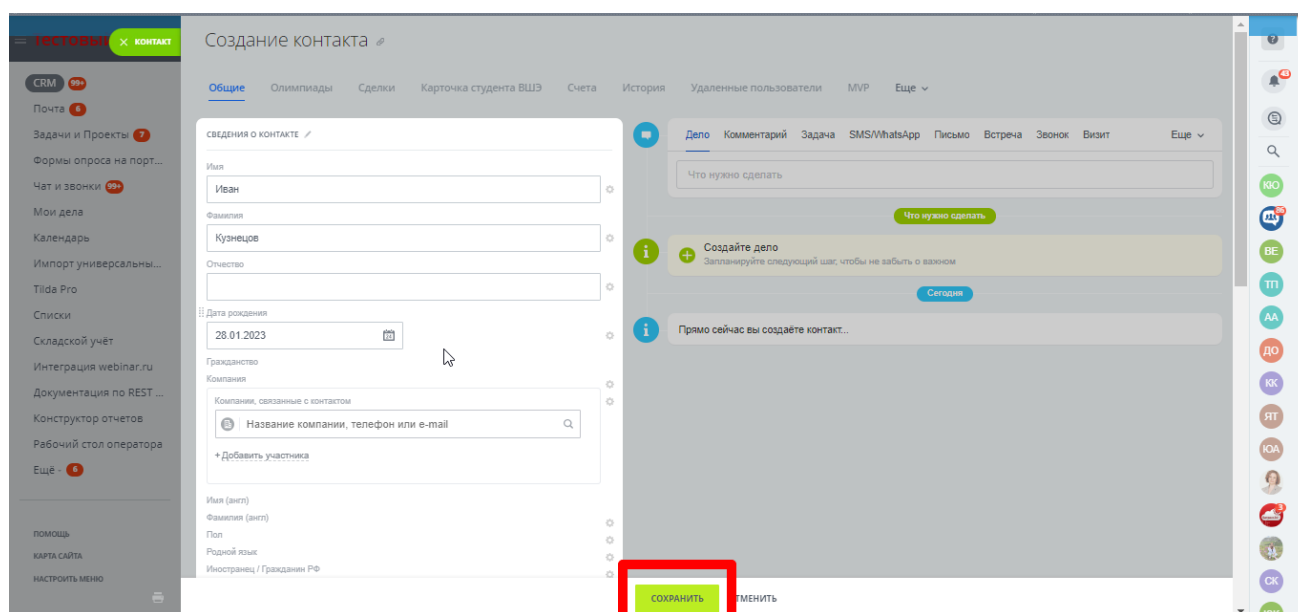 Тестовый
КОНТАКТ
Создание контакта
CRM 99+
Почта 6
Задачи и Проекты 7
Формы опроса на порт...
Чат и звонки 99+
Мои дела
Календарь
Импорт универсальны...
Tilda Pro
Списки
Складской учёт
Интеграция webinar.ru
Документация по REST ...
Конструктор отчетов
Рабочий стол оператора
Ещё - 6
ПОМОЩЬ
КАРТА САЙТА
НАСТРОИТЬ МЕНЮ
Общие Олимпиады Сделки Карточка студента ВШЭ Счета История Удаленные пользователи MVP Еще
СВЕДЕНИЯ О КОНТАКТЕ
Имя
Иван
Фамилия
Кузнецов
Отчество
Дата рождения
28.01.2023
Гражданство
Компания
Компании, связанные с контактом
Название компании, телефон или e-mail
+ Добавить участника
Имя (англ)
Фамилия (англ)
Пол
Родной язык
Иностранец / Гражданин РФ
Дело Комментарий Задача SMS/WhatsApp Письмо Встреча Звонок Визит Еще
Что нужно сделать
Что нужно сделать
Создайте дело
Запланируйте следующий шаг, чтобы не забыть о важном
Сегодня
Прямо сейчас вы создаёте контакт...
СОХРАНИТЬ
ТМЕНИТЬ
?
КЮ
86
ВЕ
ТП
АА
ДО
КК
ЯТ
ЮА
3
СК